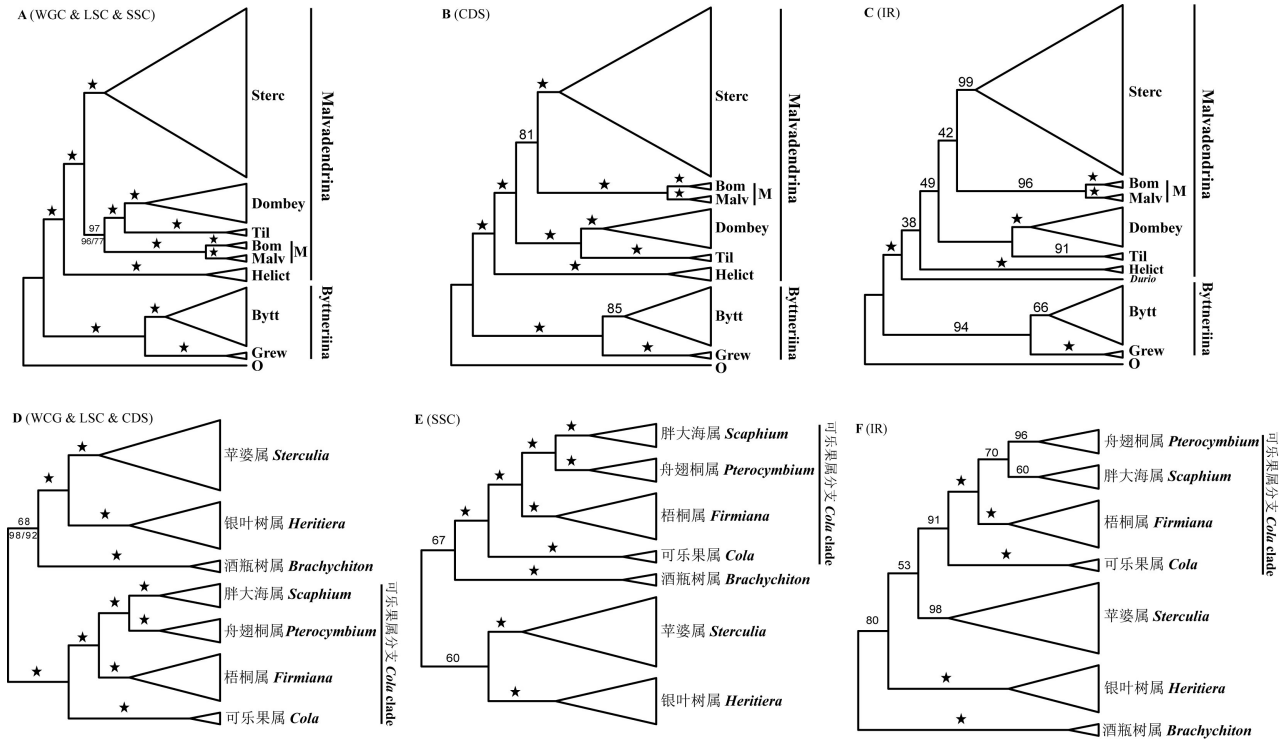 A (WGC & LSC & SSC)
★
Sterc
★
★
★
Dombey
★
97
96/77
★
Til
★
★
Bom
★
Malv
M
★
Helict
Malvadendrina
★
★
Bytt
★
Grew
O
Byttneriina
B (CDS)
★
Sterc
81
★
★
Bom
★
Malv
M
★
★
Dombey
★
★
★
Til
★
Helict
Malvadendrina
85
Bytt
★
★
Grew
O
Byttneriina
C (IR)
99
Sterc
42
★
Bom
96
★
Malv
M
49
★
Dombey
38
91
Til
★
★
Helict
Durio
Malvadendrina
66
Bytt
94
★
Grew
O
Byttneriina
D (WCG & LSC & CDS)
★
苹婆属 Sterculia
★
★
银叶树属 Heritiera
68
98/92
★
酒瓶树属 Brachychiton
★
胖大海属 Scaphium
★
★
舟翅桐属 Pterocymbium
★
★
梧桐属 Firmiana
★
★
可乐果属 Cola
可乐果属分支 Cola clade
E (SSC)
★
胖大海属 Scaphium
★
★
舟翅桐属 Pterocymbium
★
★
梧桐属 Firmiana
★
★
可乐果属 Cola
67
★
酒瓶树属 Brachychiton
可乐果属分支 Cola clade
★
苹婆属 Sterculia
60
★
银叶树属 Heritiera
F (IR)
96
舟翅桐属 Pterocymbium
70
60
胖大海属 Scaphium
★
★
梧桐属 Firmiana
91
★
可乐果属 Cola
可乐果属分支 Cola clade
53
98
苹婆属 Sterculia
80
★
银叶树属 Heritiera
★
酒瓶树属 Brachychiton